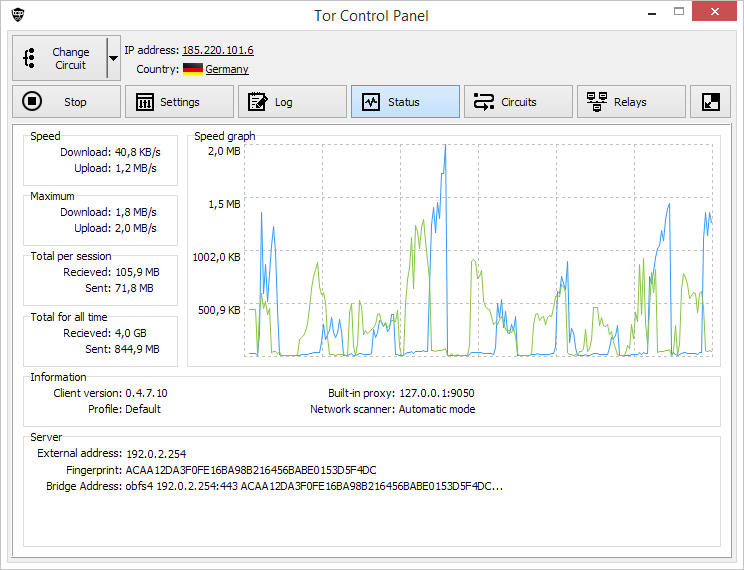 Tor Control Panel
Change Circuit
IP address: 185.220.101.6
Country: Germany
Stop
Settings
Log
Status
Circuits
Relays
Speed
Download: 40,8 KB/s
Upload: 1,2 MB/s
Maximum
Download: 1,8 MB/s
Upload: 2,0 MB/s
Total per session
Recieved: 105,9 MB
Sent: 71,8 MB
Total for all time
Recieved: 4,0 GB
Sent: 844,9 MB
Speed graph
2,0 MB
1,5 MB
1002,0 KB
500,9 KB
Information
Client version: 0.4.7.10
Built-in proxy: 127.0.0.1:9050
Profile: Default
Network scanner: Automatic mode
Server
External address: 192.0.2.254
Fingerprint: ACAA12DA3F0FE16BA98B216456BABE0153D5F4DC
Bridge Address: obfs4 192.0.2.254:443 ACAA12DA3F0FE16BA98B216456BABE0153D5F4DC...